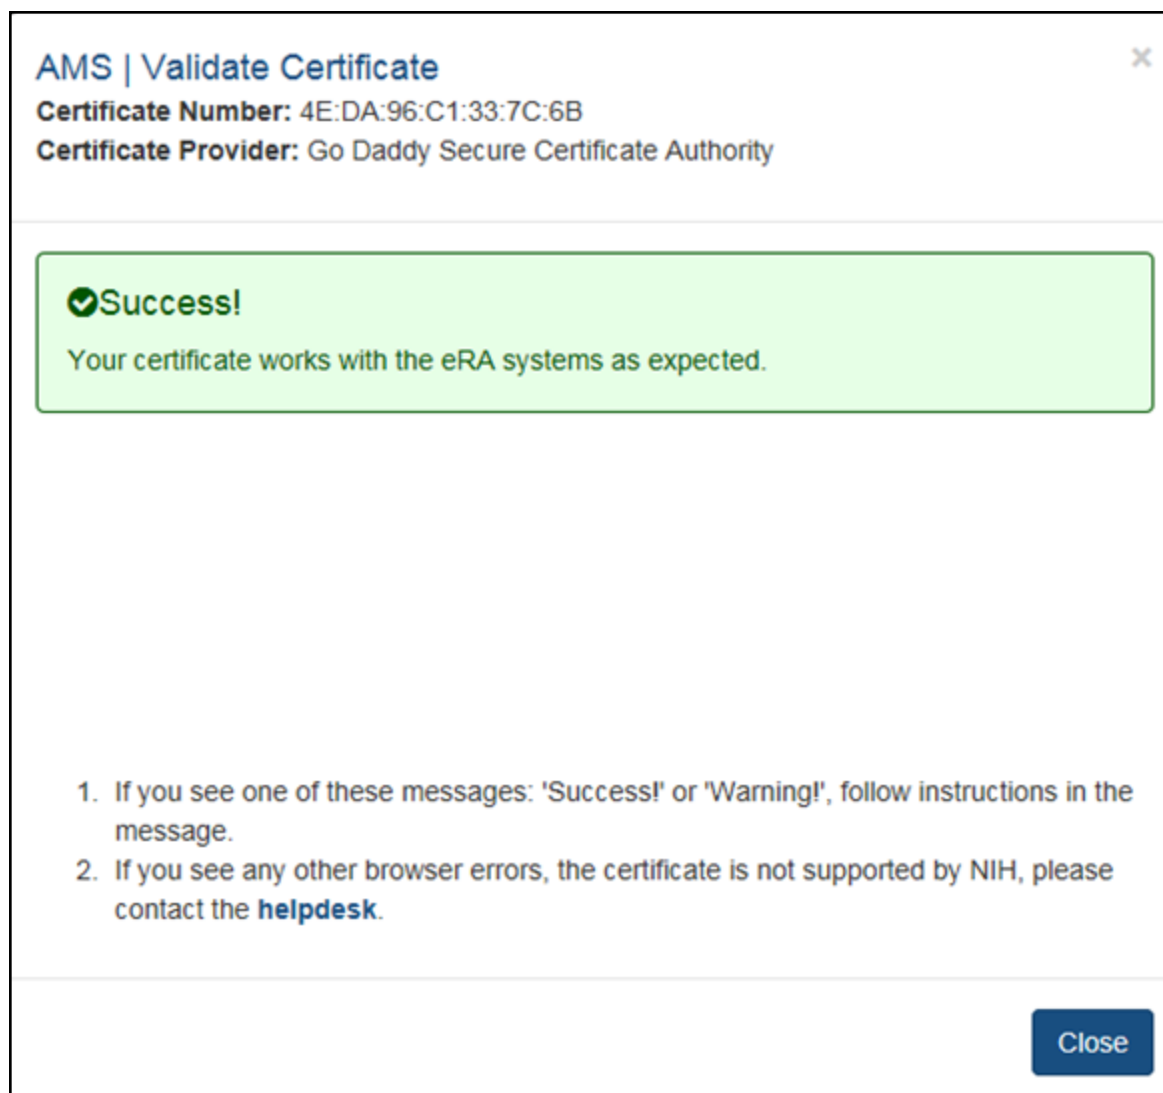 AMS | Validate Certificate
×
Certificate Number: 4E:DA:96:C1:33:7C:6B
Certificate Provider: Go Daddy Secure Certificate Authority
Success!
Your certificate works with the eRA systems as expected.
1. If you see one of these messages: 'Success!' or 'Warning!', follow instructions in the
message.
2. If you see any other browser errors, the certificate is not supported by NIH, please
contact the helpdesk.
Close